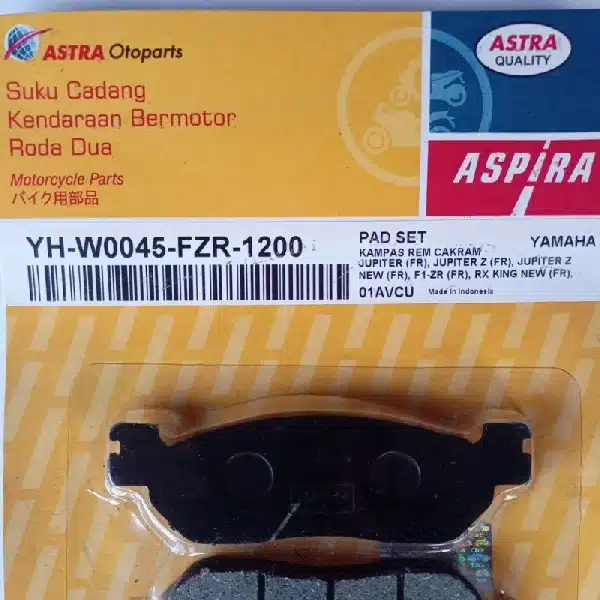 ASTRA Otoparts
Suku Cadang
Kendaraan Bermotor
Roda Dua
Motorcycle Parts
バイク用部品
ASTRA
QUALITY
ASPIRA
YH-W0045-FZR-1200
PAD SET YAMAHA
KAMPAS REM CAKRAM
JUPITER (FR), JUPITER Z (FR), JUPITER Z
NEW (FR), F1-ZR (FR), RX KING NEW (FR),
01AVCU Made In Indonesia